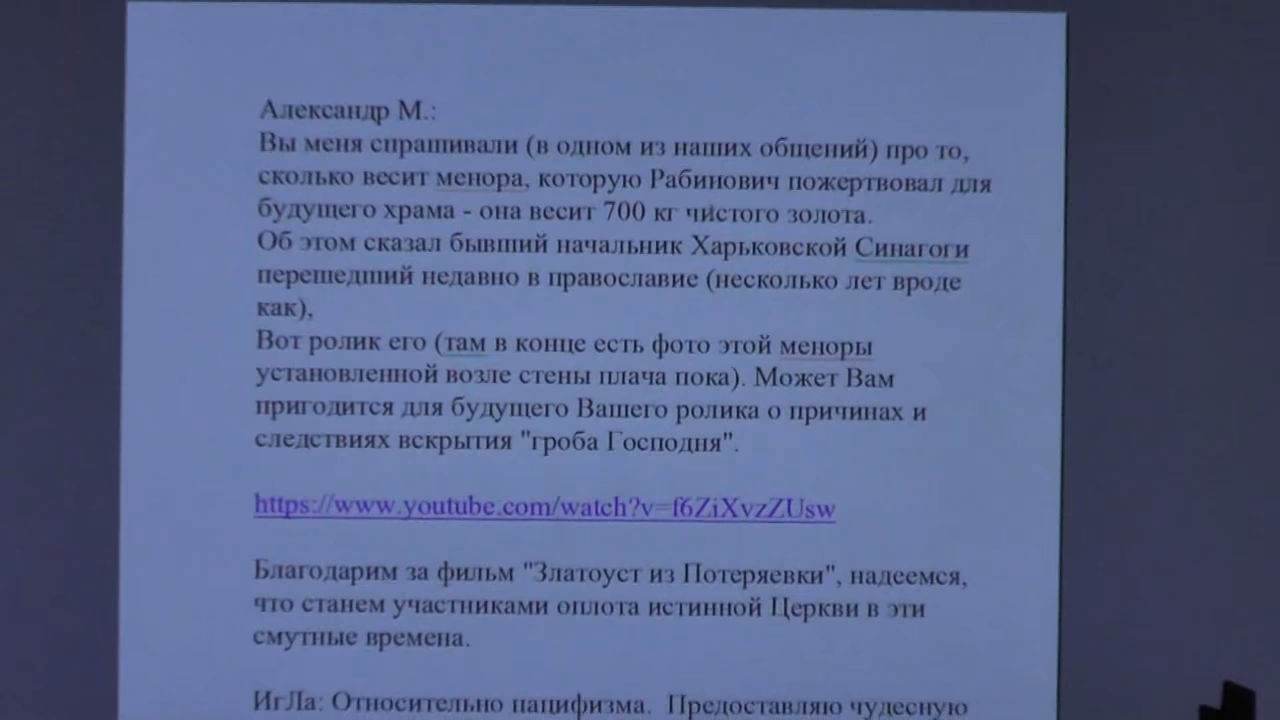 Александр М.:
Вы меня спрашивали (в одном из наших общений) про то,
сколько весит менора, которую Рабинович пожертвовал для
будущего храма - она весит 700 кг чистого золота.
Об этом сказал бывший начальник Харьковской Синагоги
перешедший недавно в православие (несколько лет вроде
как),
Вот ролик его (там в конце есть фото этой меноры
установленной возле стены плача пока). Может Вам
пригодится для будущего Вашего ролика о причинах и
следствиях вскрытия "гроба Господня".
https://www.youtube.com/watch?v=f6ZiXvzZUsw
Благодарим за фильм "Златоуст из Потеряевки", надеемся,
что станем участниками оплота истинной Церкви в эти
смутные времена.
ИгЛа: Относительно пацифизма. Предоставляю чудесную